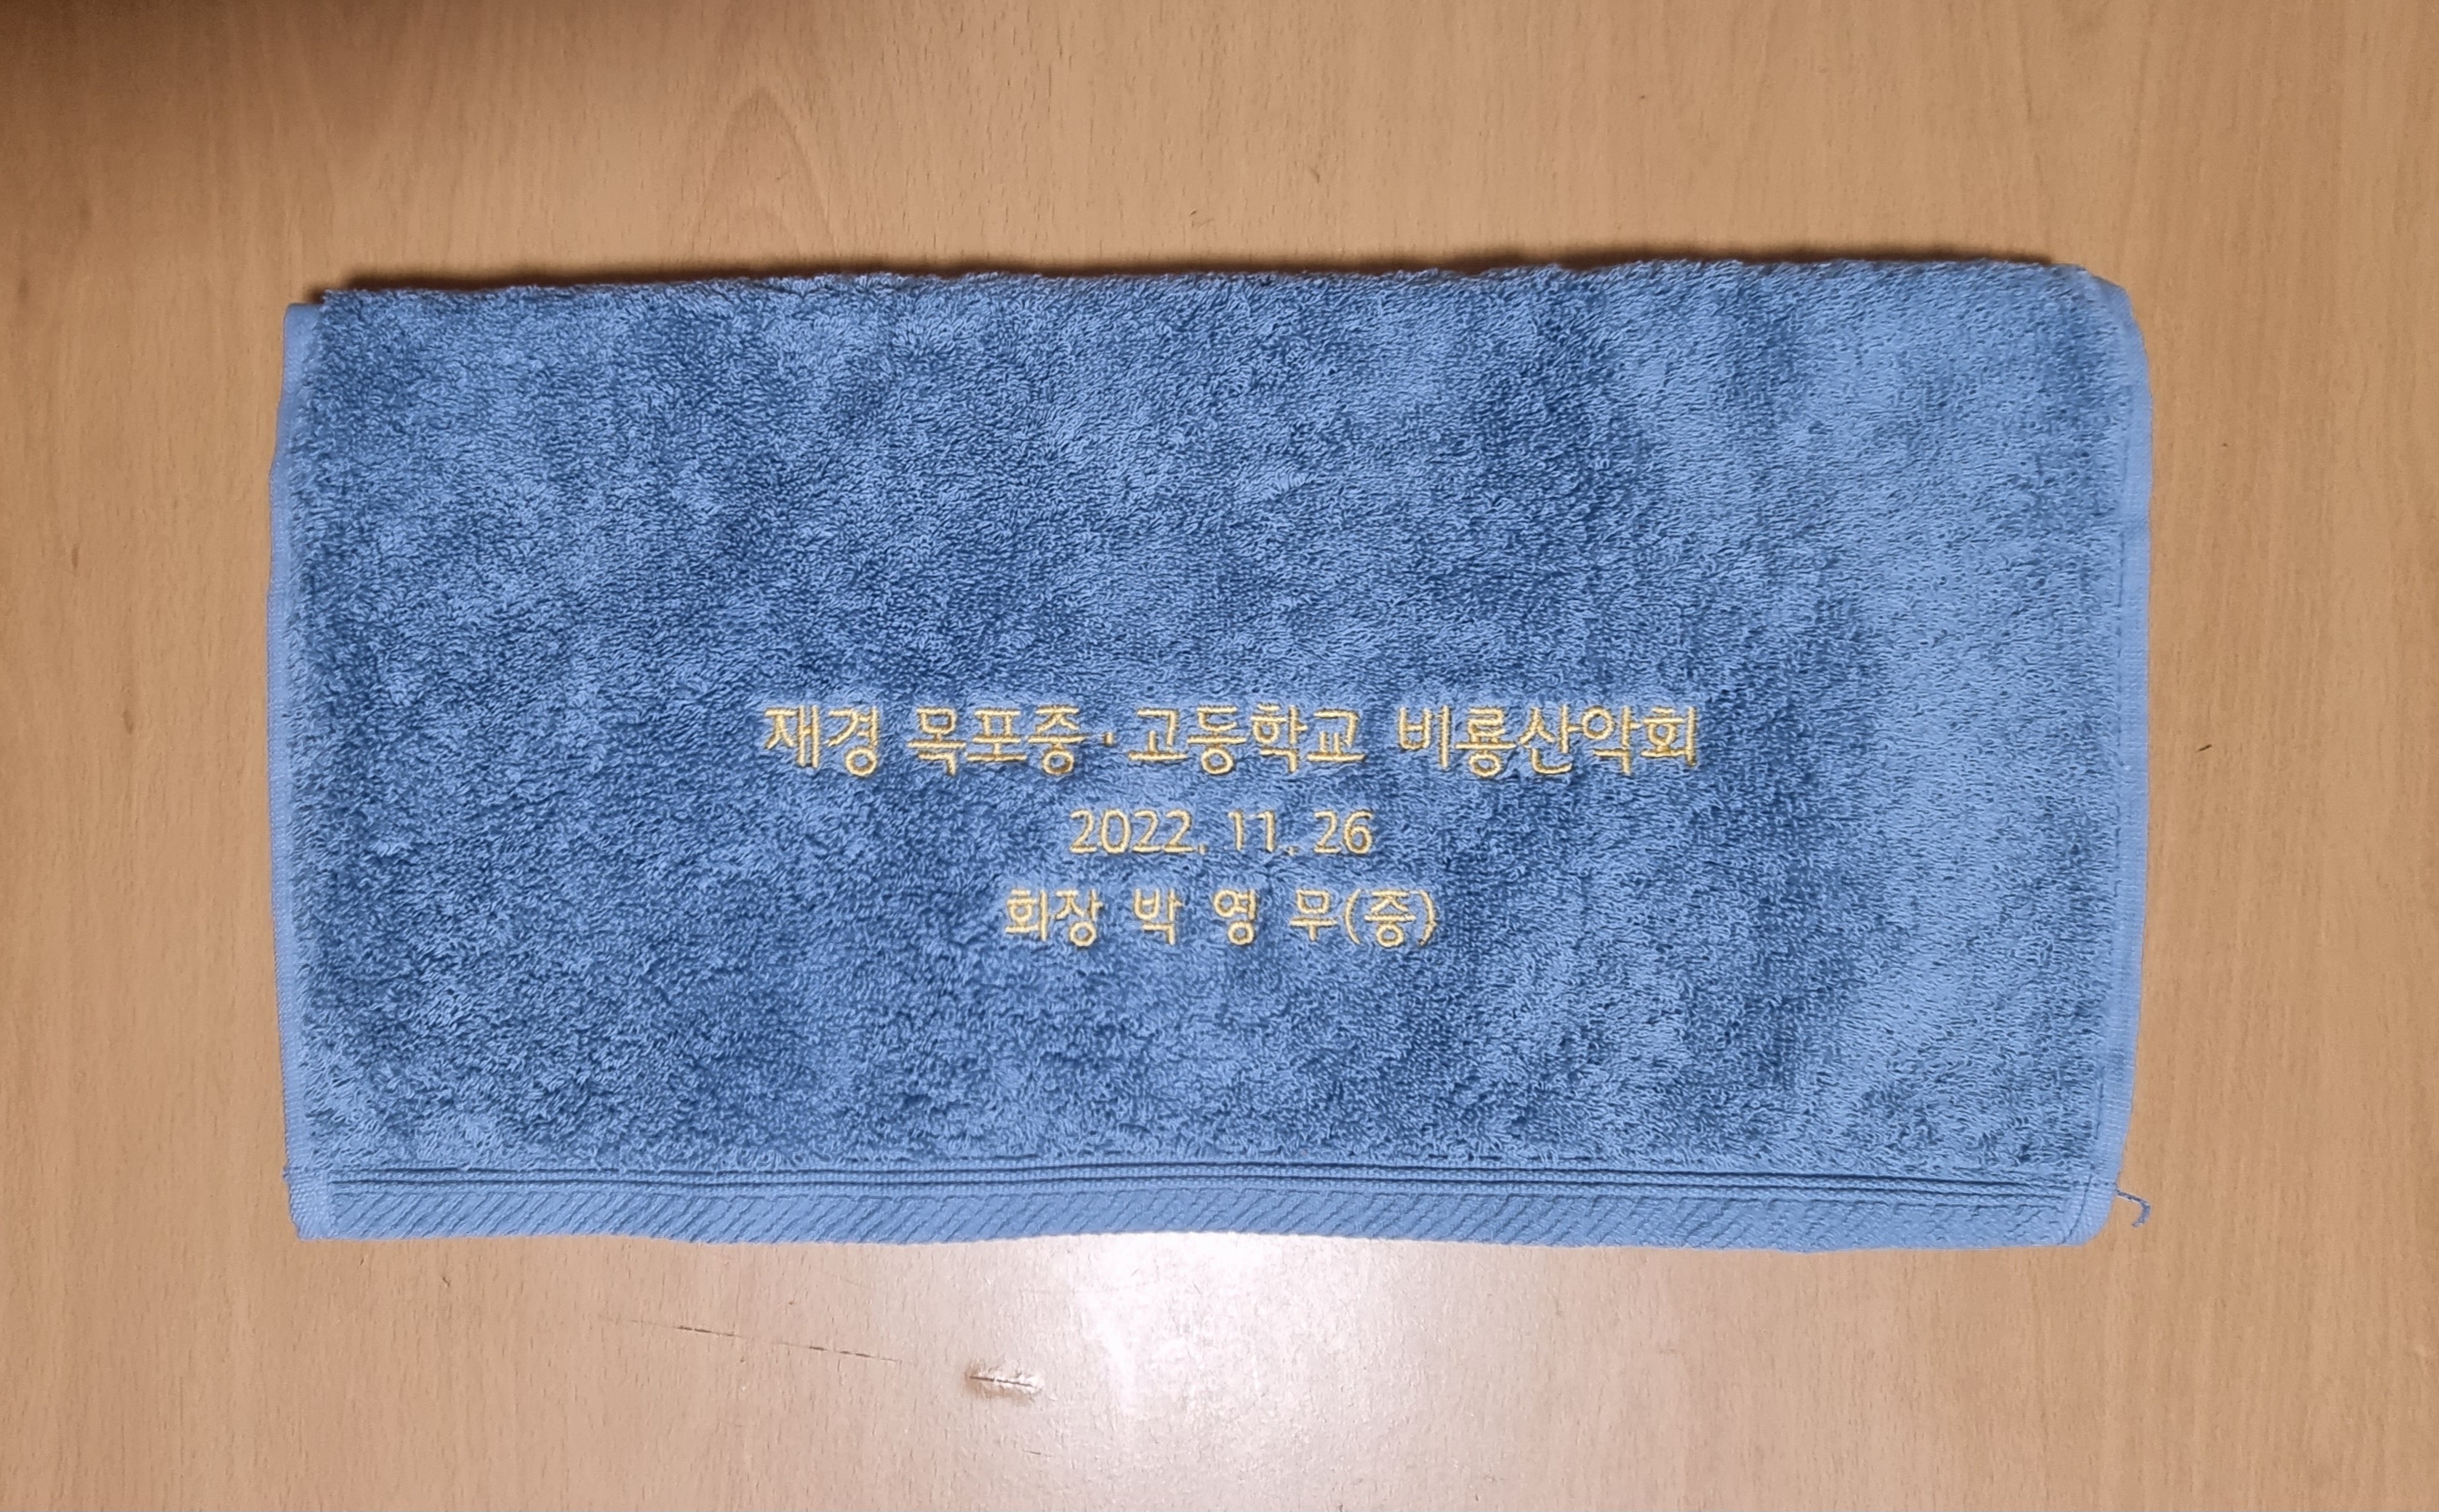 재경 목포중·고등학교 비룡산악회
2022. 11. 26
회장 박 영 무(증)